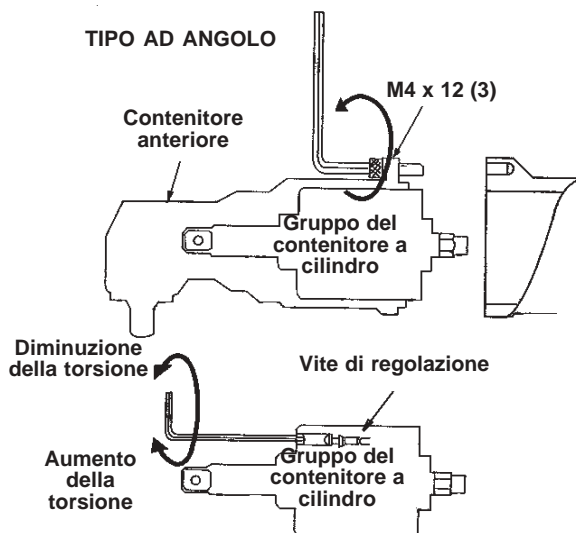 TIPO AD ANGOLO
M4 x 12 (3)
Contenitore
anteriore
Gruppo del
contenitore a
cilindro
Diminuzione
della torsione
Vite di regolazione
Aumento
della
torsione
Gruppo del
contenitore a
cilindro